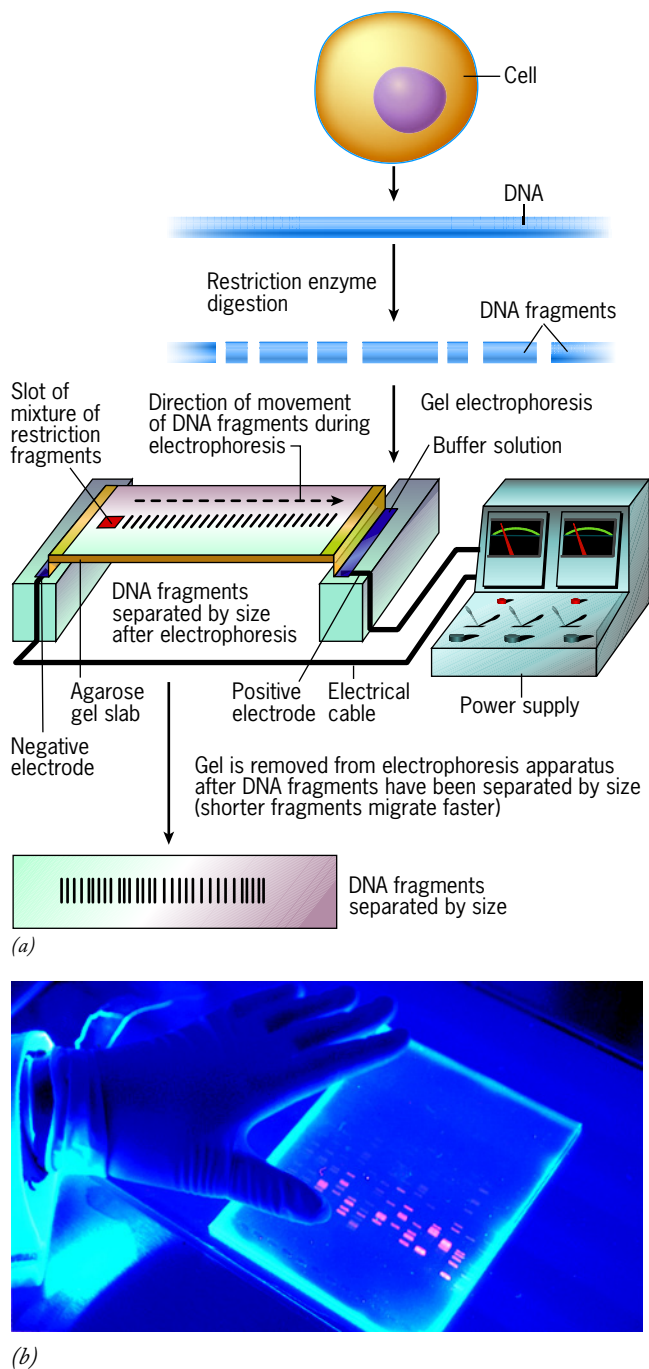 Cell
DNA
Restriction enzyme
digestion
DNA fragments
Slot of
mixture of
restriction
fragments
Direction of movement
of DNA fragments during
electrophoresis
Gel electrophoresis
Buffer solution
DNA fragments
separated by size
after electrophoresis
Agarose
gel slab
Positive
electrode
Electrical
cable
Power supply
Negative
electrode
Gel is removed from electrophoresis apparatus
after DNA fragments have been separated by size
(shorter fragments migrate faster)
DNA fragments
separated by size
(a)
(b)